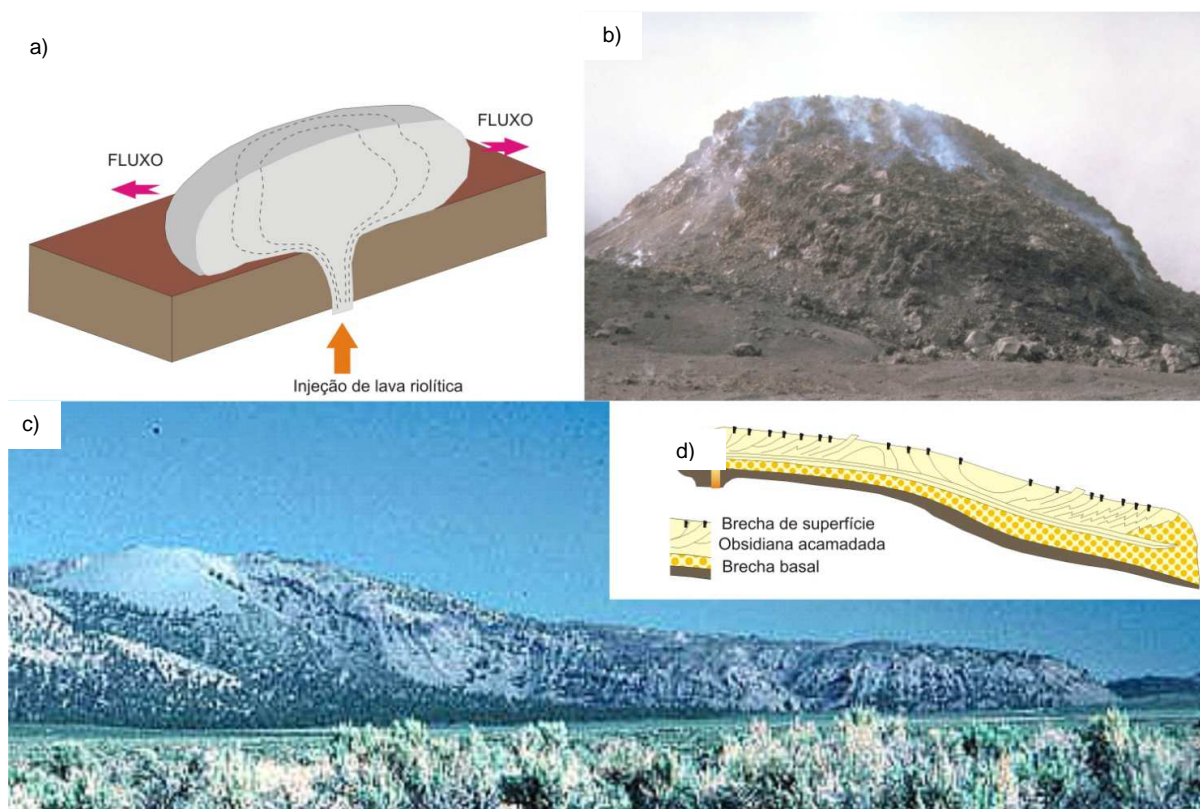 a)
FLUXO
FLUXO
Injeção de lava riolítica
b)
c)
d)
Brecha de superfície
Obsidiana acamadada
Brecha basal